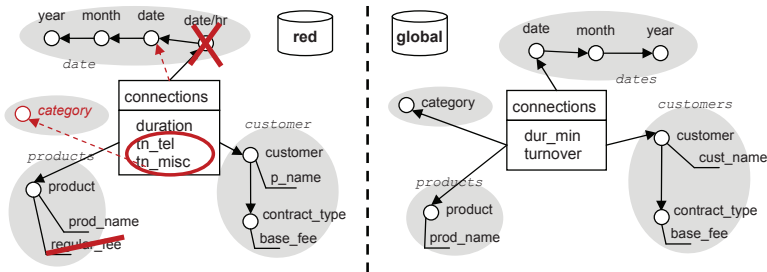 year month date date/hr
red
date
connections
category
duration
tn_tel
tn_misc
customer
products
customer
product
p_name
prod_name
contract_type
regular_fee
base_fee
global
date month year
dates
connections
category
customers
dur_min
turnover
customer
cust_name
products
product
contract_type
prod_name
base_fee